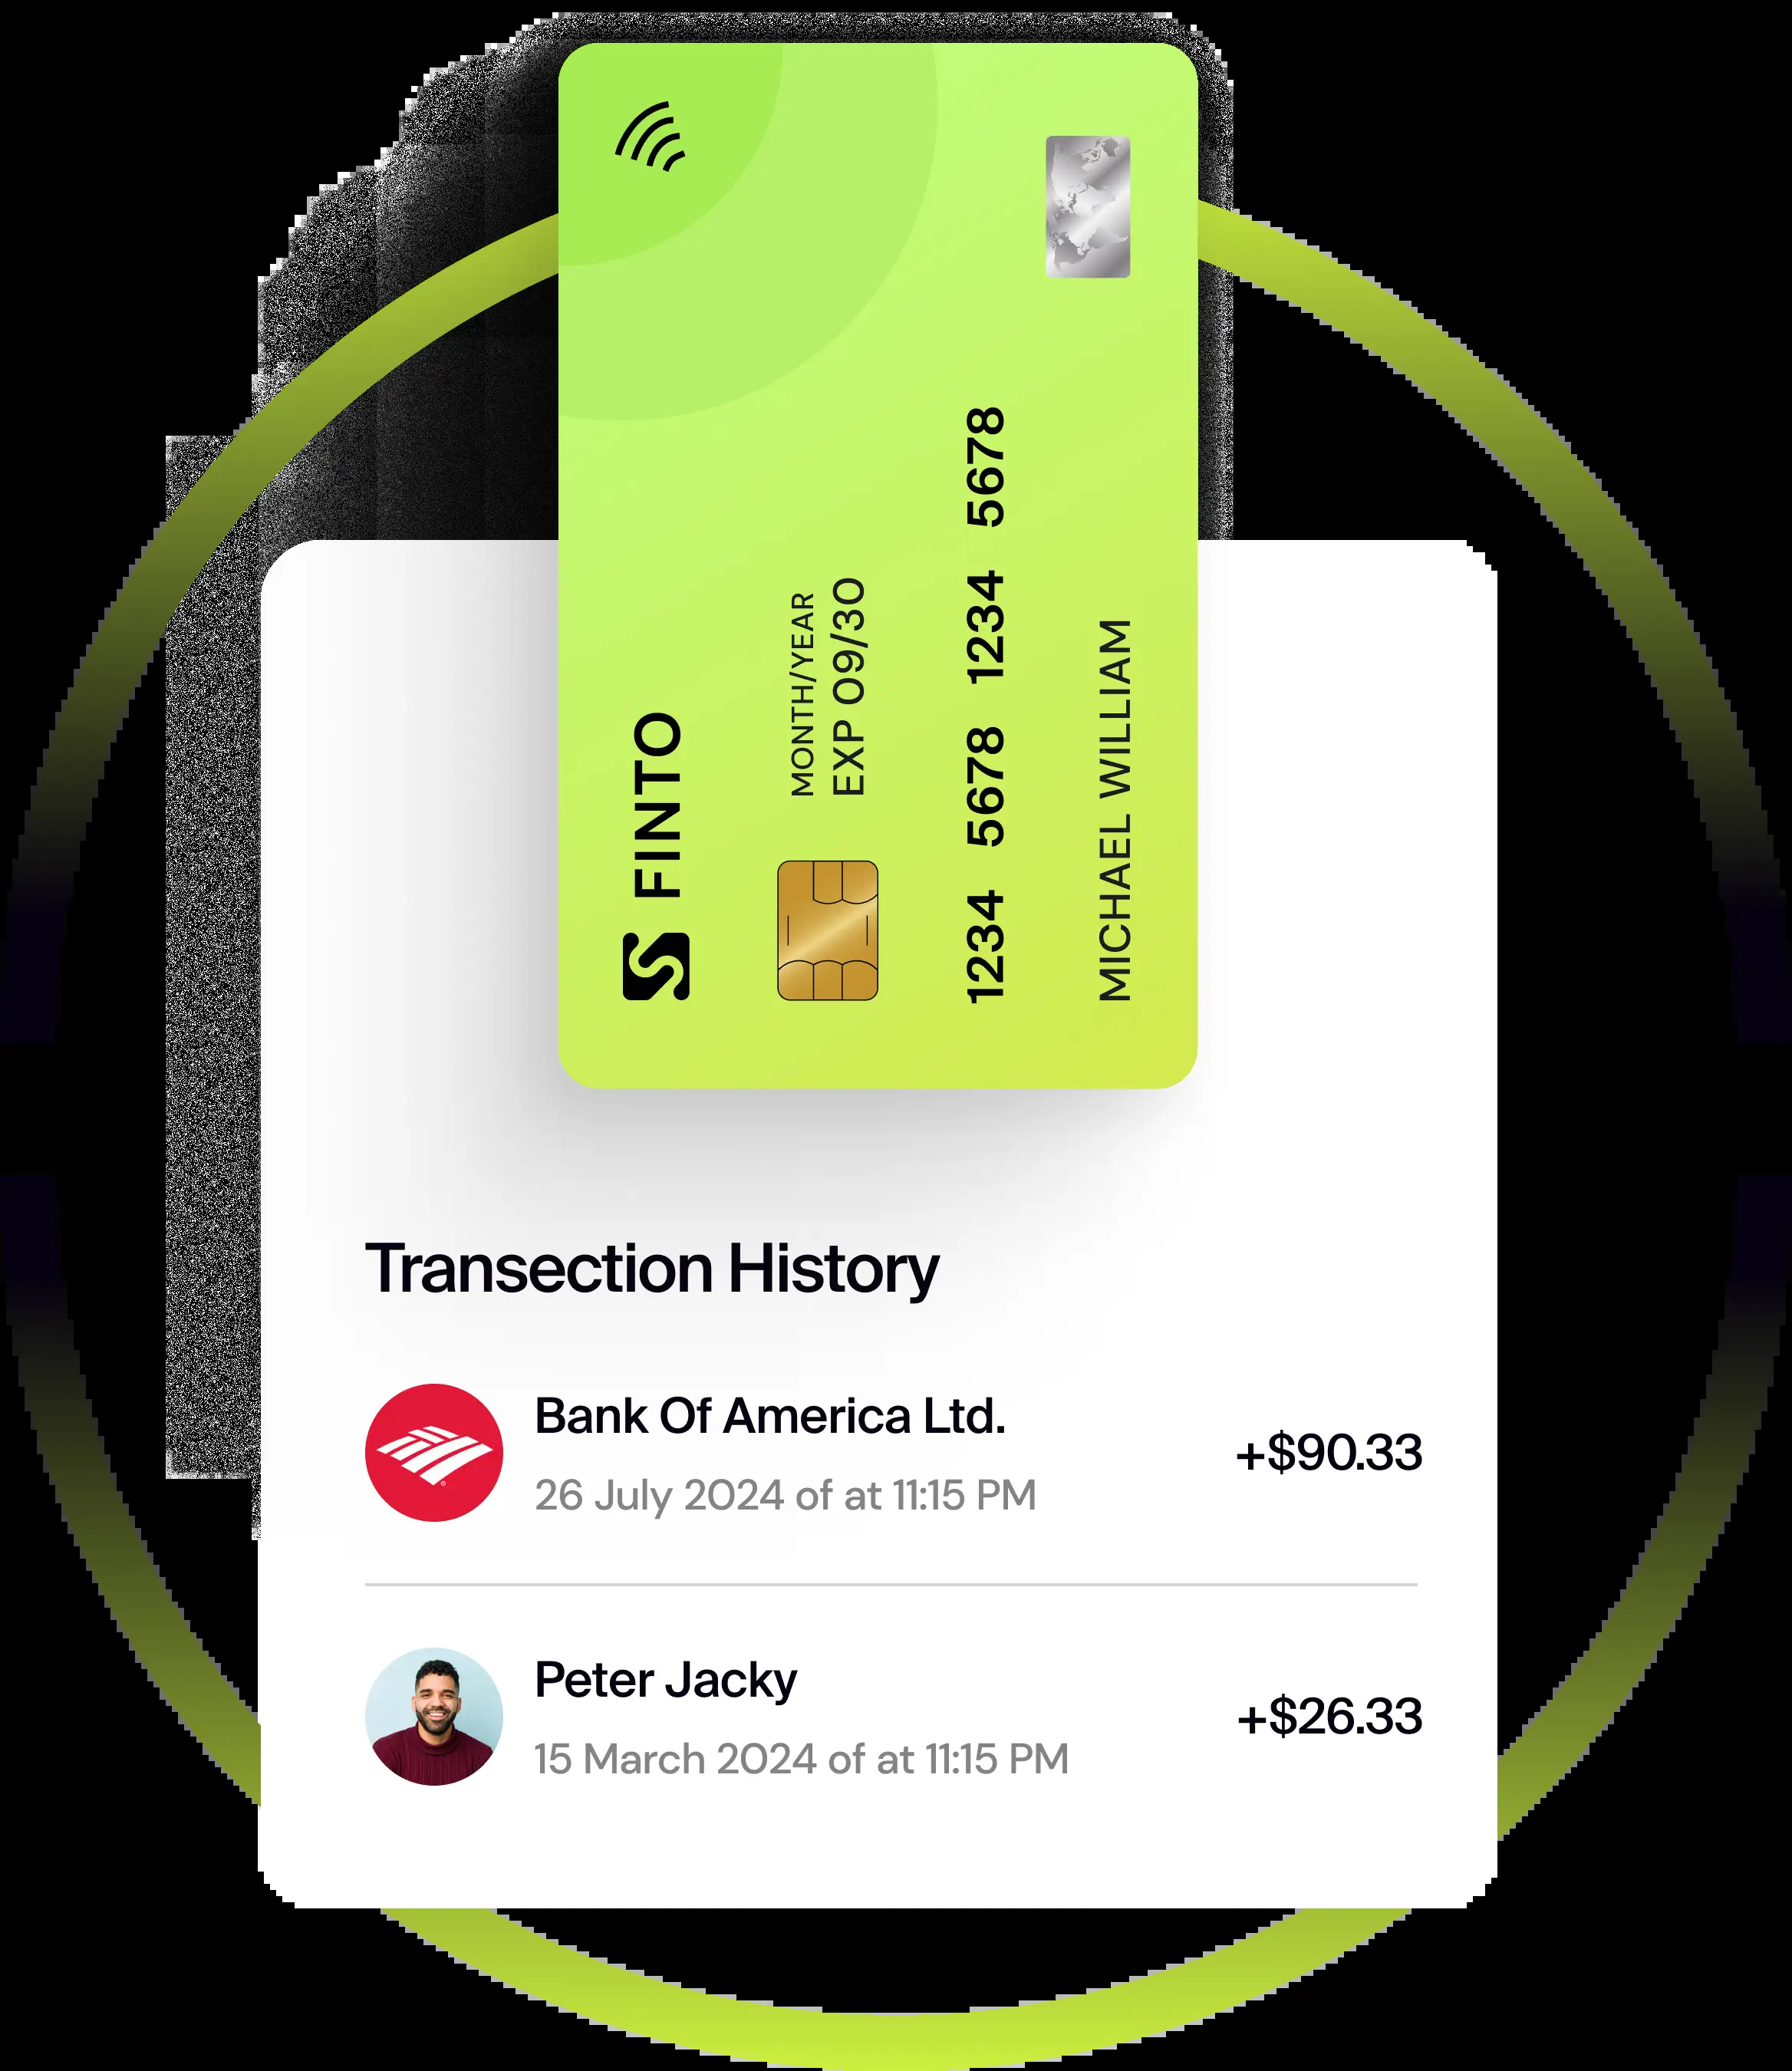 FINTO
MONTH/YEAR
EXP 09/30
1234 5678 1234 5678
MICHAEL WILLIAM
Transection History
Bank Of America Ltd.
26 July 2024 of at 11:15 PM
+$90.33
Peter Jacky
15 March 2024 of at 11:15 PM
+$26.33